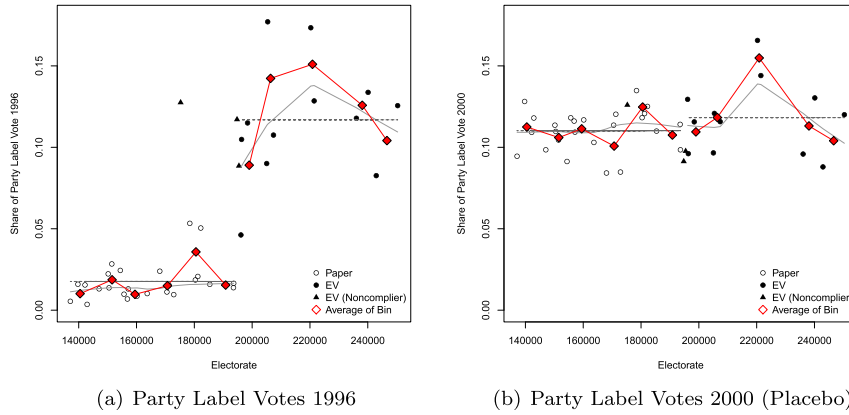 Share of Party Label Vote 1996
0.15
0.10
0.05
0.00
Paper
EV
EV (Noncomplier)
Average of Bin
140000 160000 180000 200000 220000 240000
Electorate
(a) Party Label Votes 1996
Share of Party Label Vote 2000
0.15
0.10
0.05
0.00
Paper
EV
EV (Noncomplier)
Average of Bin
140000 160000 180000 200000 220000 240000
Electorate
(b) Party Label Votes 2000 (Placebo)